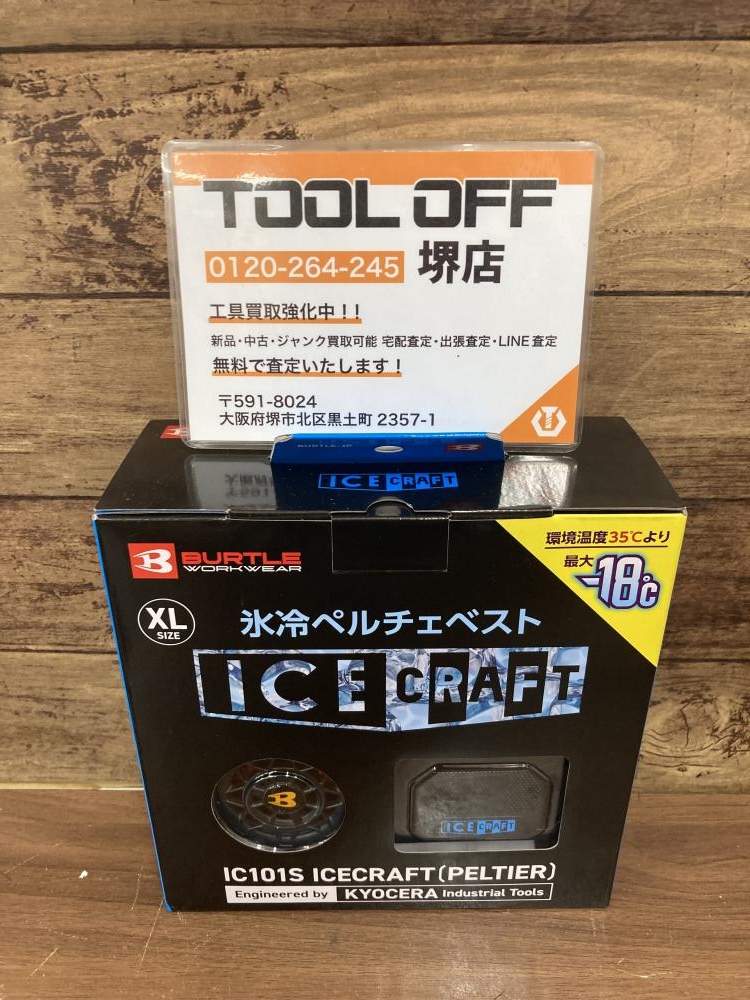 TOOL OFF
0120-264-245 堺店
工具買取強化中！！
新品・中古・ジャンク買取可能 宅配査定・出張査定・LINE査定
無料で査定いたします！
〒591-8024
大阪府堺市北区黒土町 2357-1
BURTLE.JP
ICE CRAFT
BURTLE
WORKWEAR
環境温度35℃より
最大
-18℃
XL
SIZE
氷冷ペルチェベスト
ICE CRAFT
B
ICE CRAFT
IC101S ICECRAFT(PELTIER)
Engineered by KYOCERA Industrial Tools